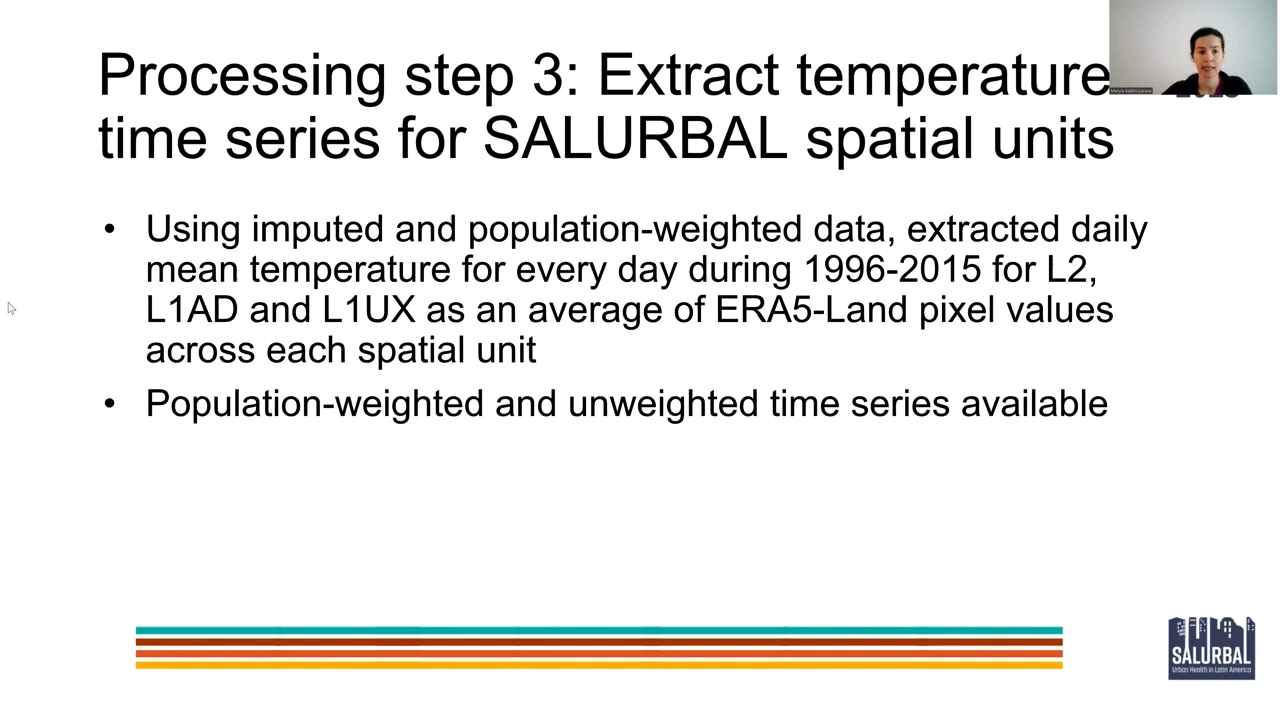 Processing step 3: Extract temperature
time series for SALURBAL spatial units
• Using imputed and population-weighted data, extracted daily
mean temperature for every day during 1996-2015 for L2,
L1AD and L1UX as an average of ERA5-Land pixel values
across each spatial unit
• Population-weighted and unweighted time series available
SALURBAL
Urban Health in Latin America